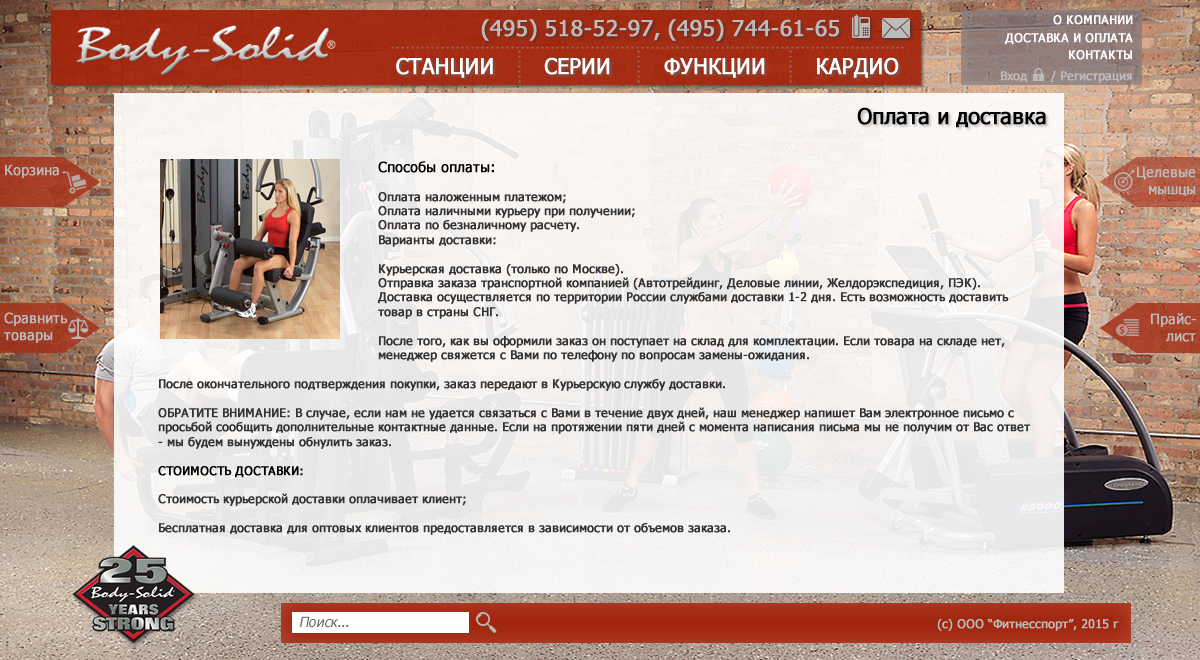 Body-Solid®
(495) 518-52-97, (495) 744-61-65
СТАНЦИИ
СЕРИИ
ФУНКЦИИ
КАРДИО
О КОМПАНИИ
ДОСТАВКА И ОПЛАТА
КОНТАКТЫ
Вход / Регистрация
Оплата и доставка
Корзина
Сравнить
товары
Целевые
мышцы
Прайс-
лист
Body
Способы оплаты:
Оплата наложенным платежом;
Оплата наличными курьеру при получении;
Оплата по безналичному расчету.
Варианты доставки:
Курьерская доставка (только по Москве).
Отправка заказа транспортной компанией (Автотрейдинг, Деловые линии, Желдорэкспедиция, ПЭК).
Доставка осуществляется по территории России службами доставки 1-2 дня. Есть возможность доставить
товар в страны СНГ.
После того, как вы оформили заказ он поступает на склад для комплектации. Если товара на складе нет,
менеджер свяжется с Вами по телефону по вопросам замены-ожидания.
После окончательного подтверждения покупки, заказ передают в Курьерскую службу доставки.
ОБРАТИТЕ ВНИМАНИЕ: В случае, если нам не удается связаться с Вами в течение двух дней, наш менеджер напишет Вам электронное письмо с
просьбой сообщить дополнительные контактные данные. Если на протяжении пяти дней с момента написания письма мы не получим от Вас ответ
- мы будем вынуждены обнулить заказ.
СТОИМОСТЬ ДОСТАВКИ:
Стоимость курьерской доставки оплачивает клиент;
Бесплатная доставка для оптовых клиентов предоставляется в зависимости от объемов заказа.
25
Body-Solid
YEARS
STRONG
Поиск...
(с) ООО “Фитнесспорт”, 2015 г